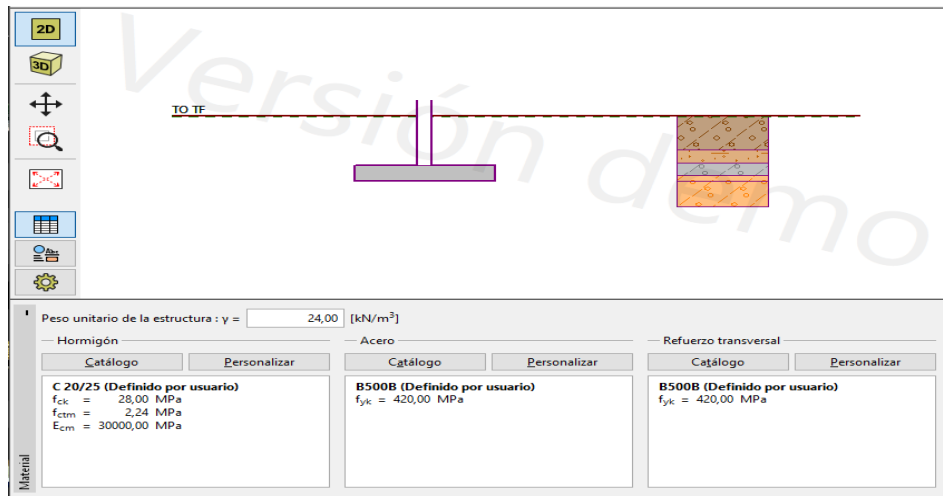 2D
3D
Versión demo
TO TF
Abc
Peso unitario de la estructura : γ = 24,00 [kN/m³]
Hormigón
Catálogo Personalizar
C 20/25 (Definido por usuario)
fck = 28,00 MPa
fctm = 2,24 MPa
Ecm = 30000,00 MPa
Acero
Catálogo Personalizar
B500B (Definido por usuario)
fyk = 420,00 MPa
Refuerzo transversal
Catálogo Personalizar
B500B (Definido por usuario)
fyk = 420,00 MPa
Material